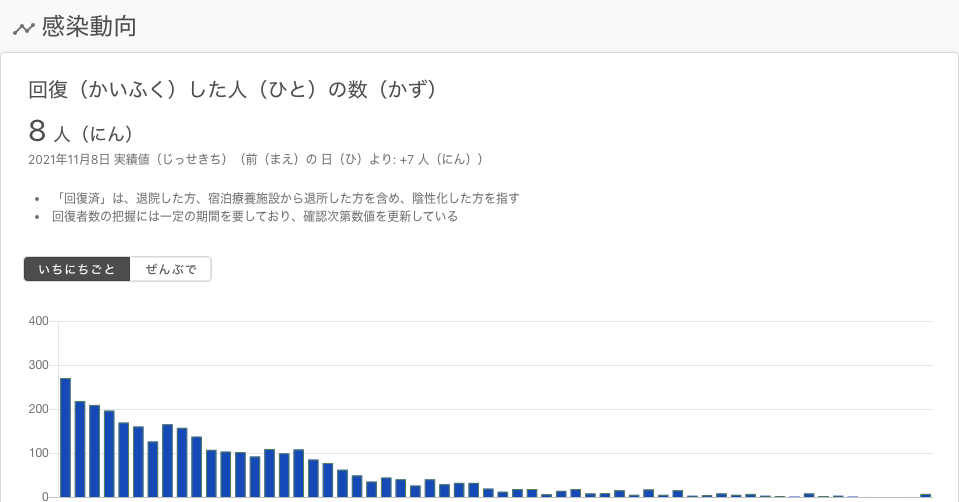 感染動向
回復（かいふく）した人（ひと）の数（かず）
8 人（にん）
2021年11月8日 実績値（じっせきち）（前（まえ）の 日（ひ）より: +7 人（にん））
• 「回復済」は、退院した方、宿泊療養施設から退所した方を含め、陰性化した方を指す
• 回復者数の把握には一定の期間を要しており、確認次第数値を更新している
いちにちごと ぜんぶで
400
300
200
100
0